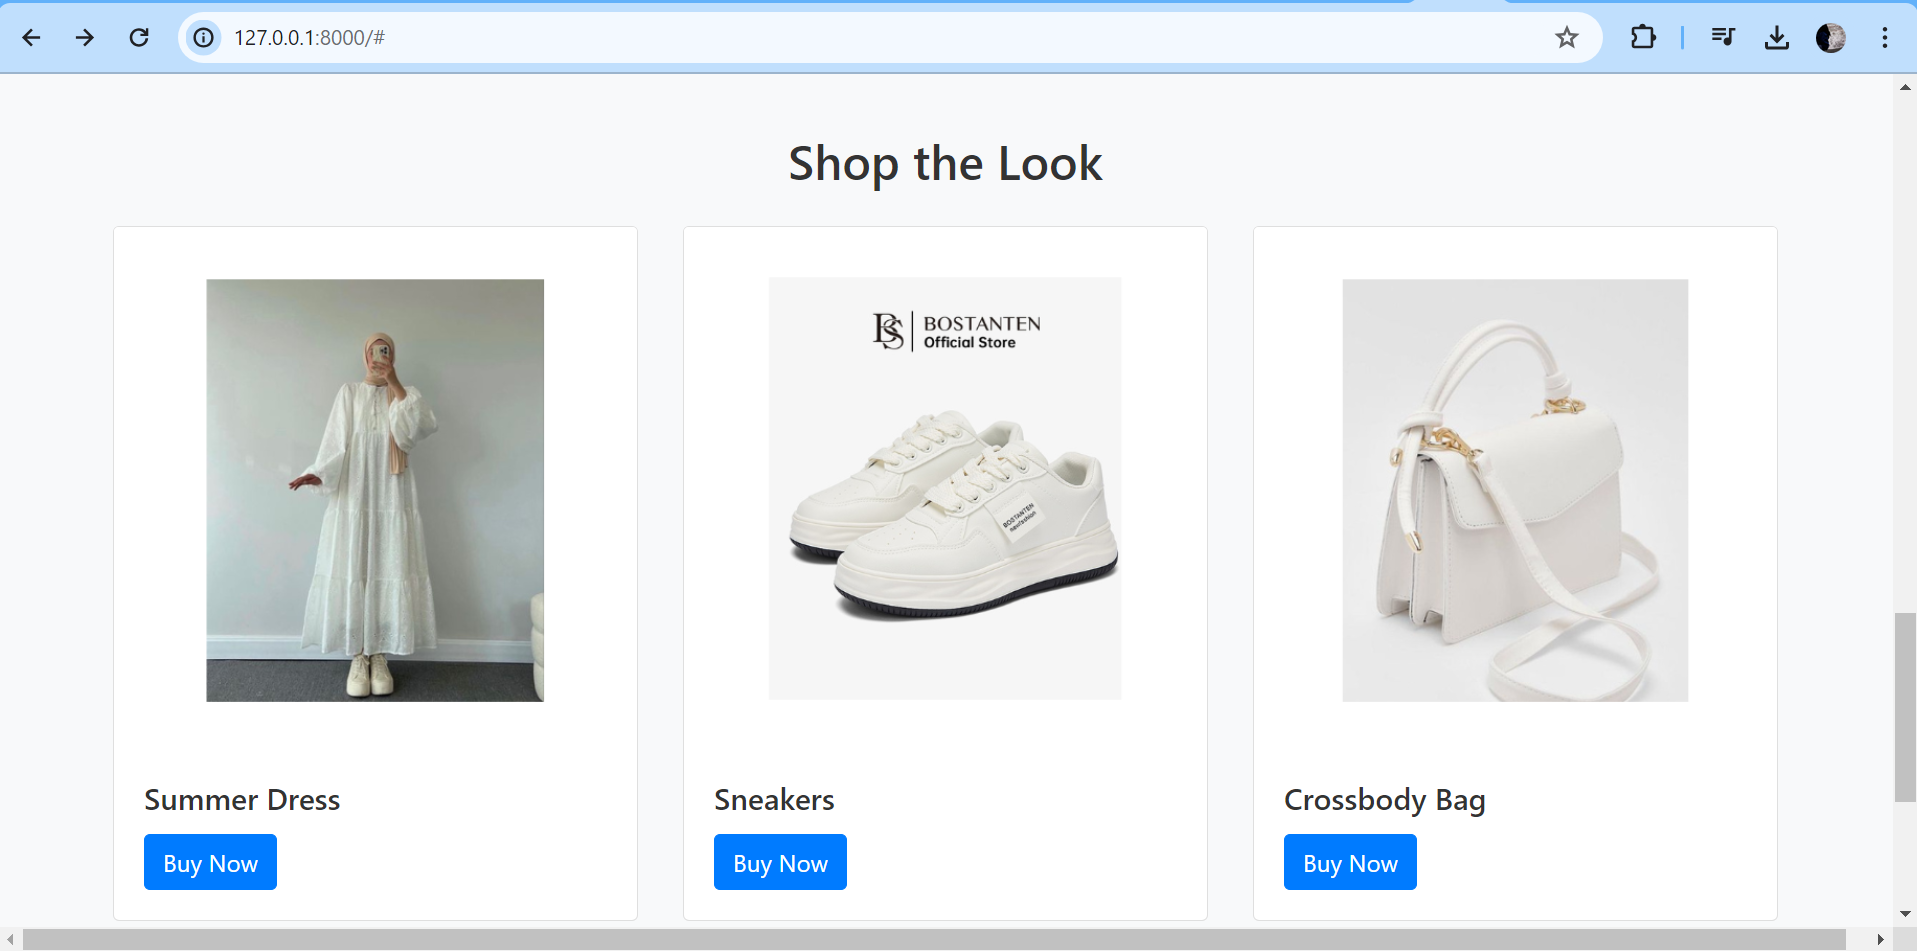 127.0.0.1:8000/#
Shop the Look
BS | BOSTANTEN
Official Store
BOSTANTEN
Summer Dress
Sneakers
Crossbody Bag
Buy Now
Buy Now
Buy Now